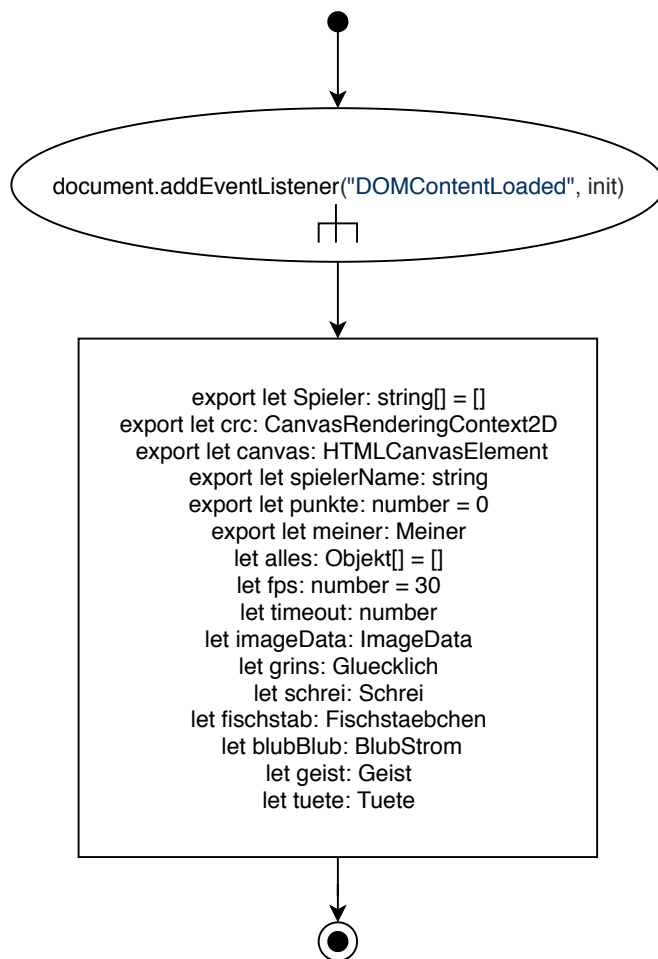 document.addEventListener("DOMContentLoaded", init)
export let Spieler: string[] = []
export let crc: CanvasRenderingContext2D
export let canvas: HTMLCanvasElement
export let spielerName: string
export let punkte: number = 0
export let meiner: Meiner
let alles: Objekt[] = []
let fps: number = 30
let timeout: number
let imageData: ImageData
let grins: Gluecklich
let schrei: Schrei
let fischstab: Fischstaebchen
let blubBlub: BlubStrom
let geist: Geist
let tuete: Tuete